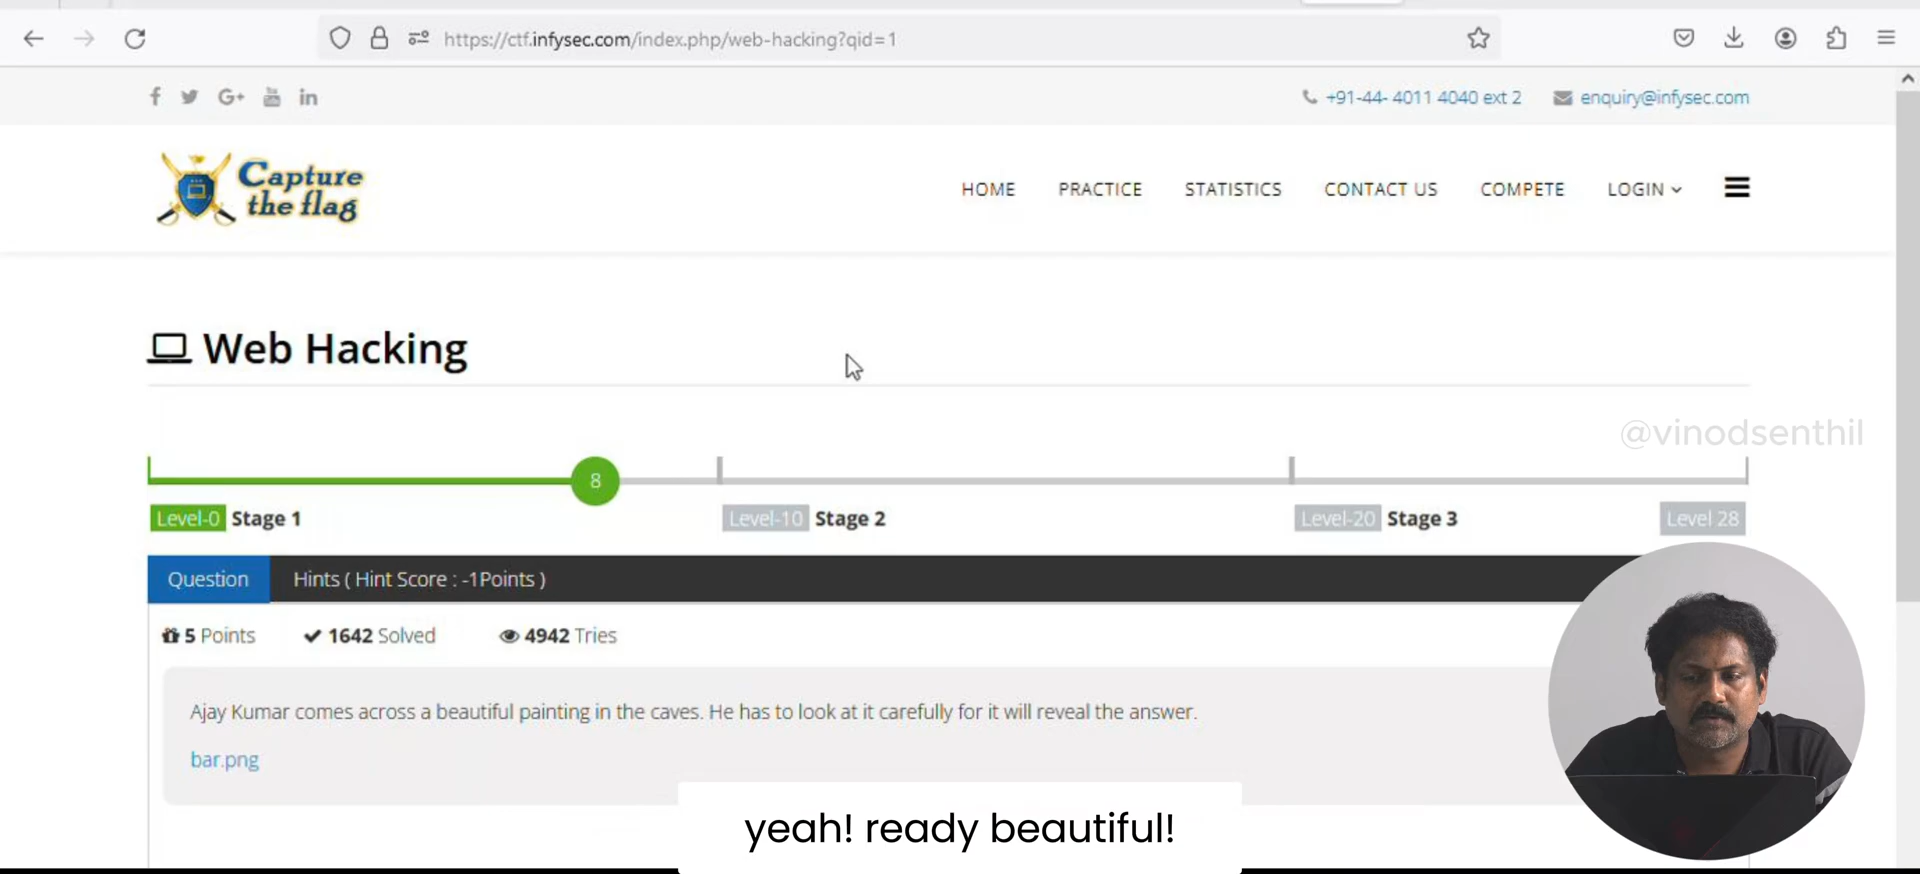 https://ctf.infysec.com/index.php/web-hacking?qid=1
+91-44- 4011 4040 ext 2
enquiry@infysec.com
Capture
the flag
HOME PRACTICE STATISTICS CONTACT US COMPETE LOGIN
Web Hacking
@vinodsenthil
8
Level-0 Stage 1
Level-10 Stage 2
Level-20 Stage 3
Level 28
Question
Hints ( Hint Score : -1Points )
5 Points
1642 Solved
4942 Tries
Ajay Kumar comes across a beautiful painting in the caves. He has to look at it carefully for it will reveal the answer.
bar.png
yeah! ready beautiful!